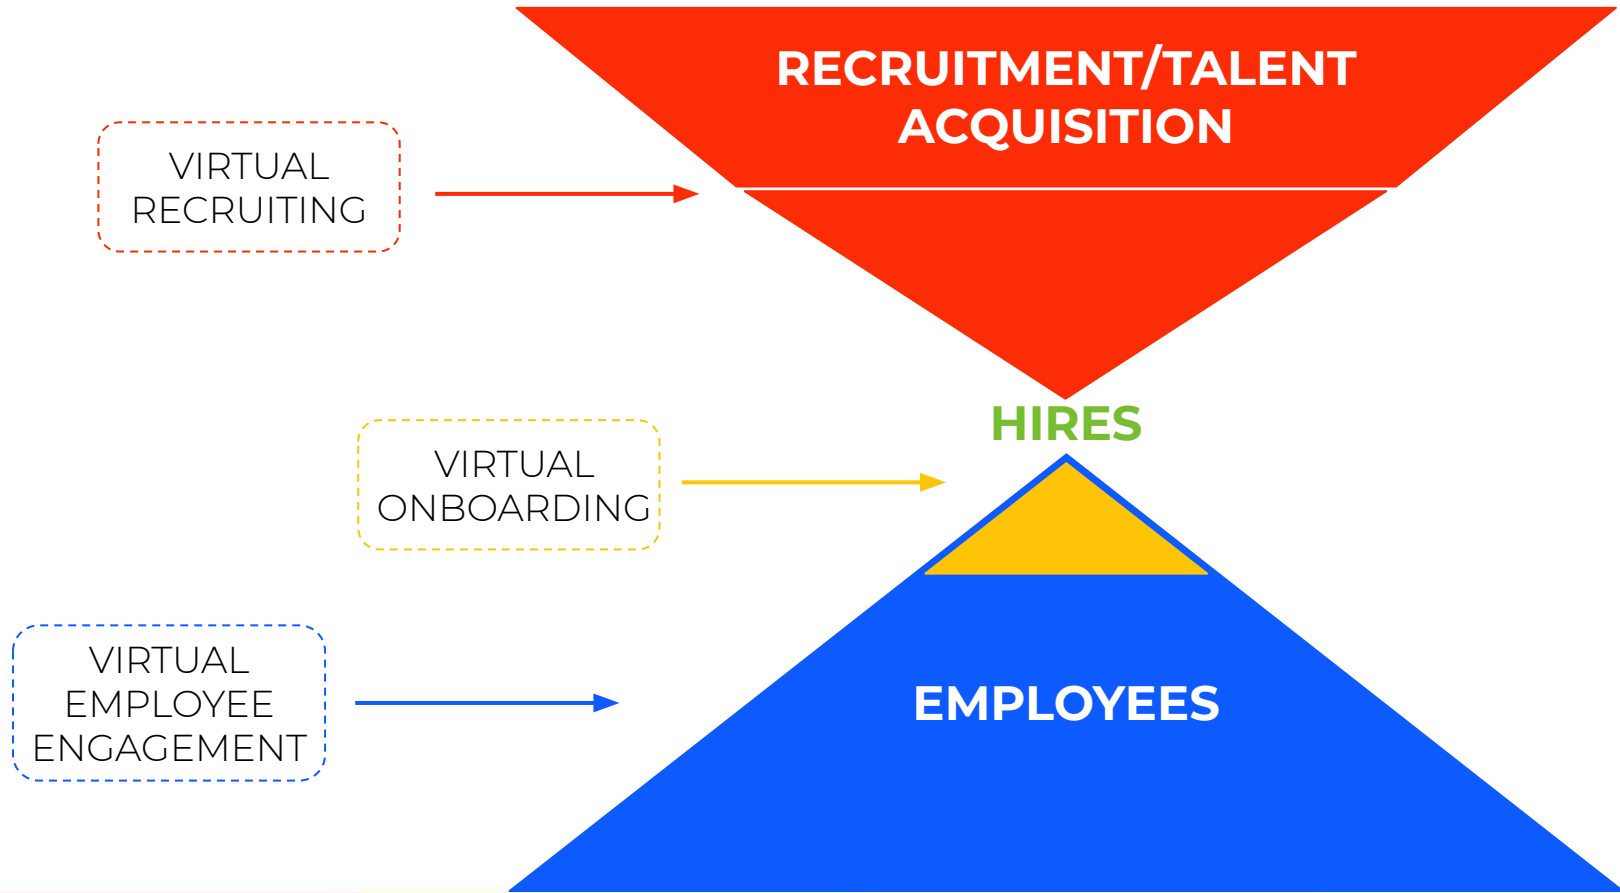 RECRUITMENT/TALENT
ACQUISITION
VIRTUAL
RECRUITING
HIRES
VIRTUAL
ONBOARDING
VIRTUAL
EMPLOYEE
ENGAGEMENT
EMPLOYEES